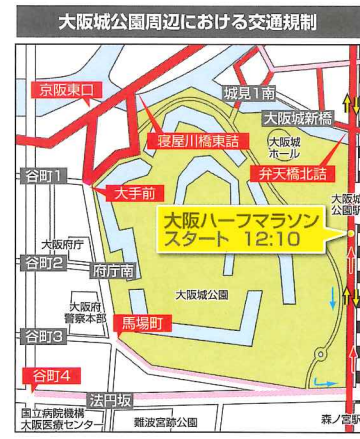 大阪城公園周辺における交通規制
京阪東口
城見1南
大阪城新橋
寝屋川橋東詰
大阪城
ホール
弁天橋北詰
谷町1
大手前
大阪城
公園駅
大阪ハーフマラソン
スタート 12:10
大阪府庁
谷町2
府庁南
大阪城公園
大阪府
警察本部
馬場町
谷町3
谷町4
法円坂
国立病院機構
大阪医療センター
難波宮跡公園
森ノ宮駅